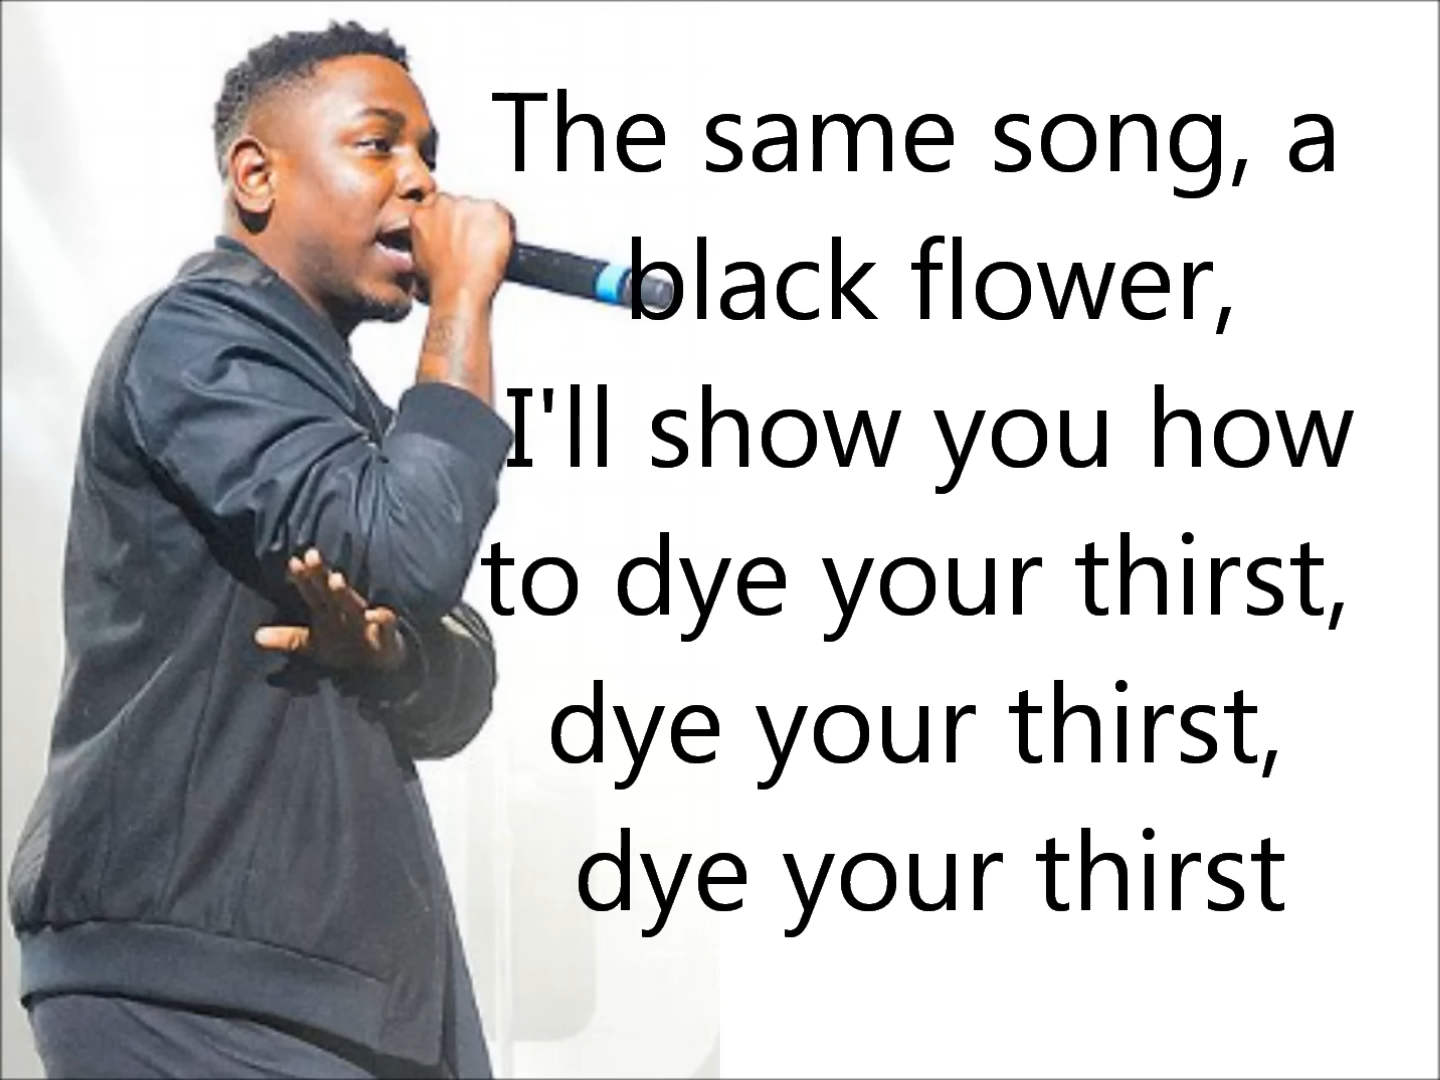 The same song, a
black flower,
I'll show you how
to dye your thirst,
dye your thirst,
dye your thirst